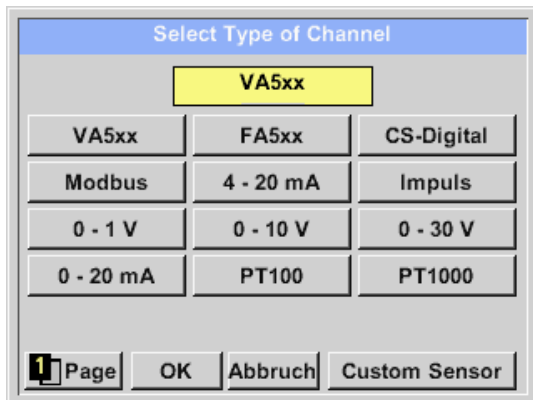 Select Type of Channel
VA5xx
VA5xx FA5xx CS-Digital
Modbus 4 - 20 mA Impuls
0 - 1 V 0 - 10 V 0 - 30 V
0 - 20 mA PT100 PT1000
1 Page OK Abbruch Custom Sensor